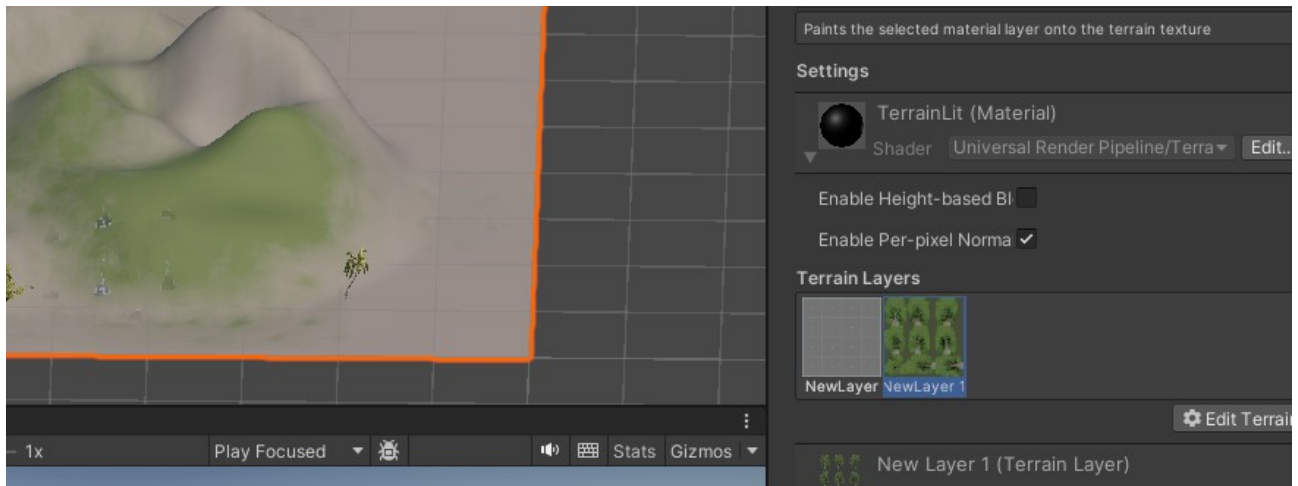 Paints the selected material layer onto the terrain texture
Settings
TerrainLit (Material)
Shader Universal Render Pipeline/Terra Edit...
Enable Height-based Bl
Enable Per-pixel Norma
Terrain Layers
NewLayer NewLayer 1
Edit Terrain
New Layer 1 (Terrain Layer)
1x Play Focused Stats Gizmos